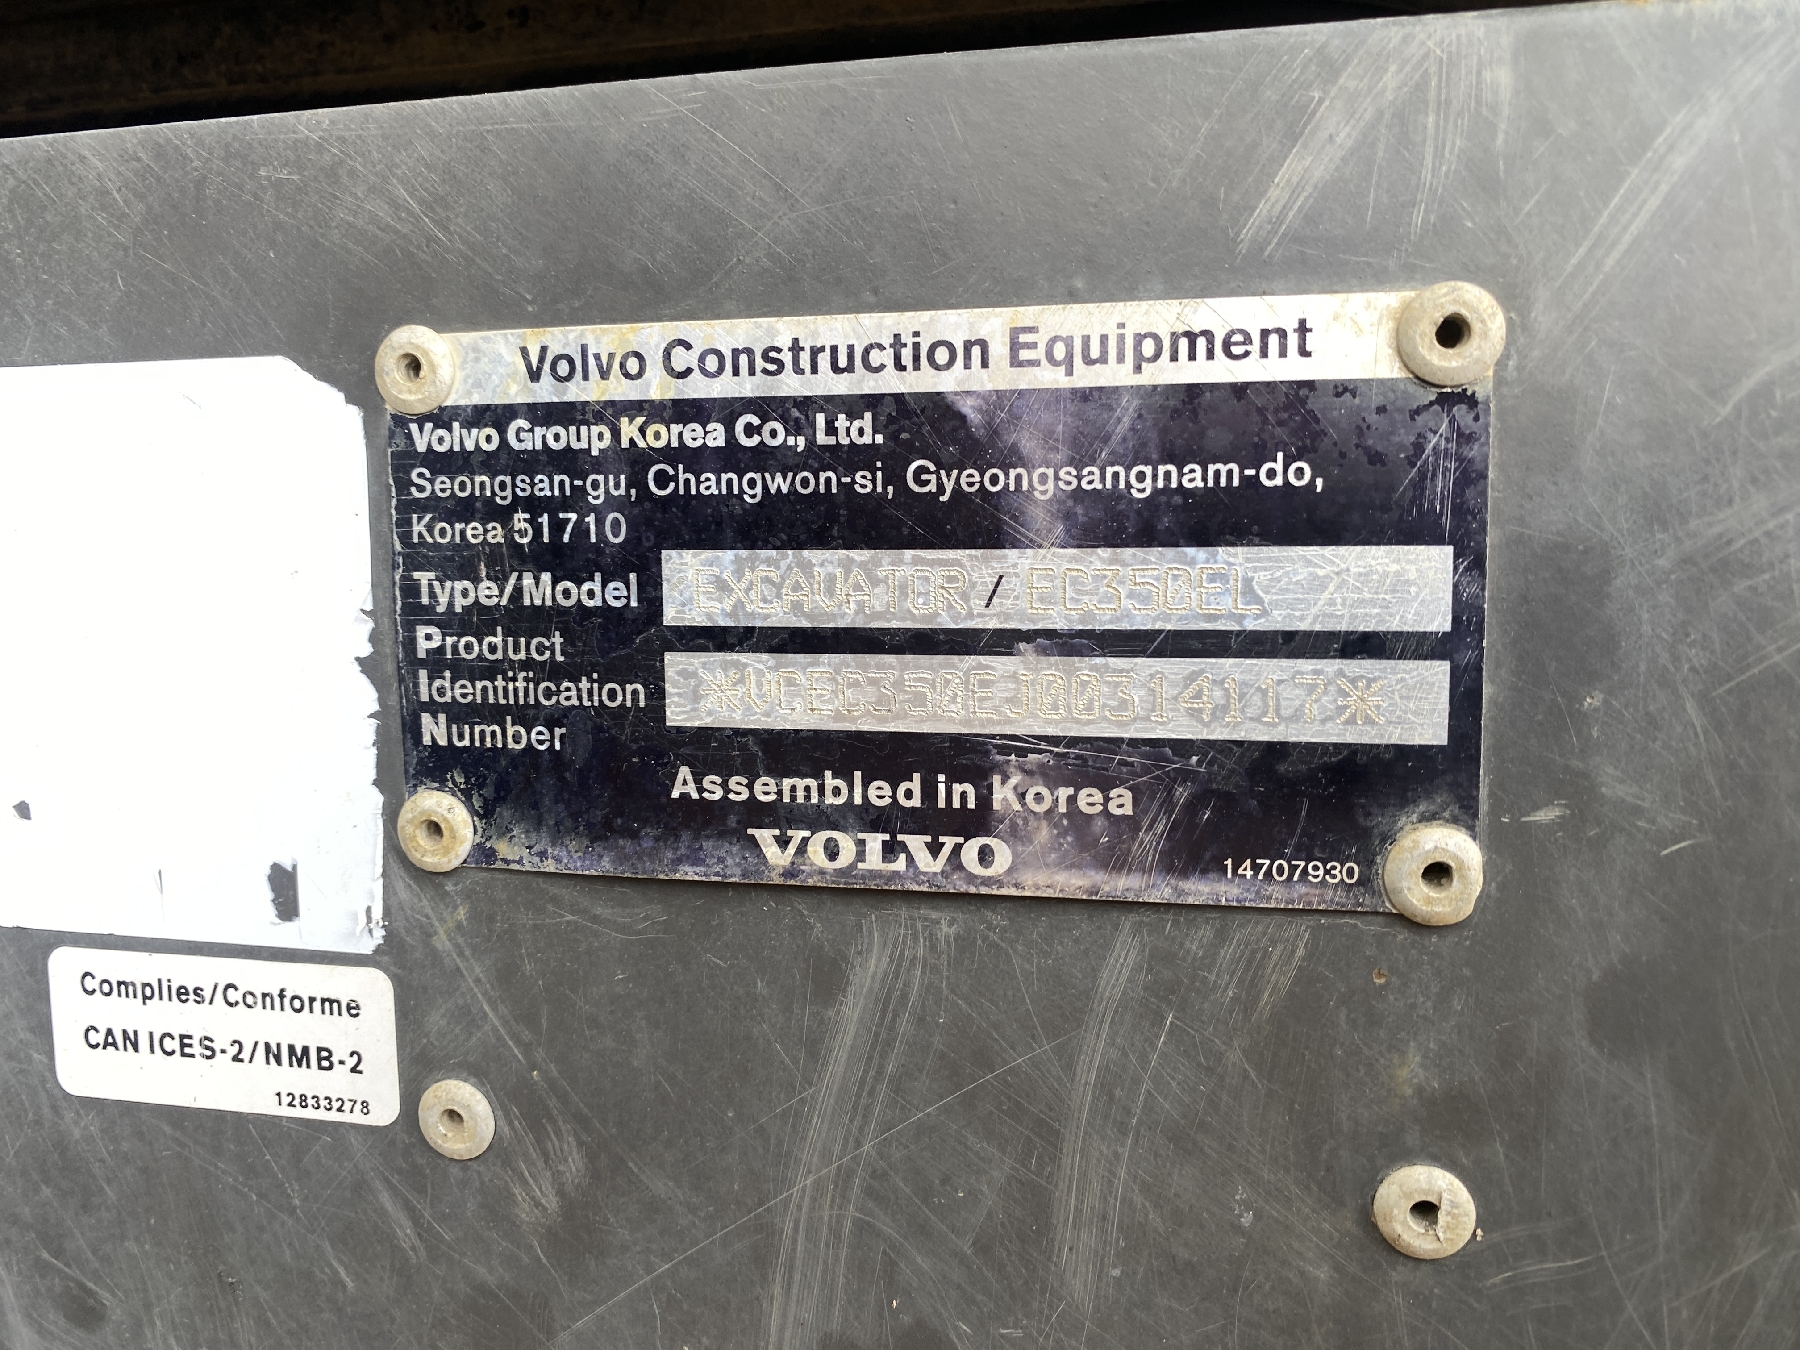 Volvo Construction Equipment
Volvo Group Korea Co., Ltd.
Seongsan-gu, Changwon-si, Gyeongsangnam-do,
Korea 51710
Type/Model EXCAVATOR / EC350EL
Product
Identification
Number
*VCEC350EJ00314117*
Assembled in Korea
VOLVO
14707930
Complies/Conforme
CAN ICES-2/NMB-2
12833278